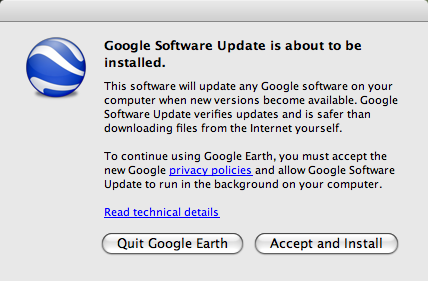 Google Software Update is about to be
installed.
This software will update any Google software on your
computer when new versions become available. Google
Software Update verifies updates and is safer than
downloading files from the Internet yourself.
To continue using Google Earth, you must accept the
new Google privacy policies and allow Google Software
Update to run in the background on your computer.
Read technical details
Quit Google Earth
Accept and Install